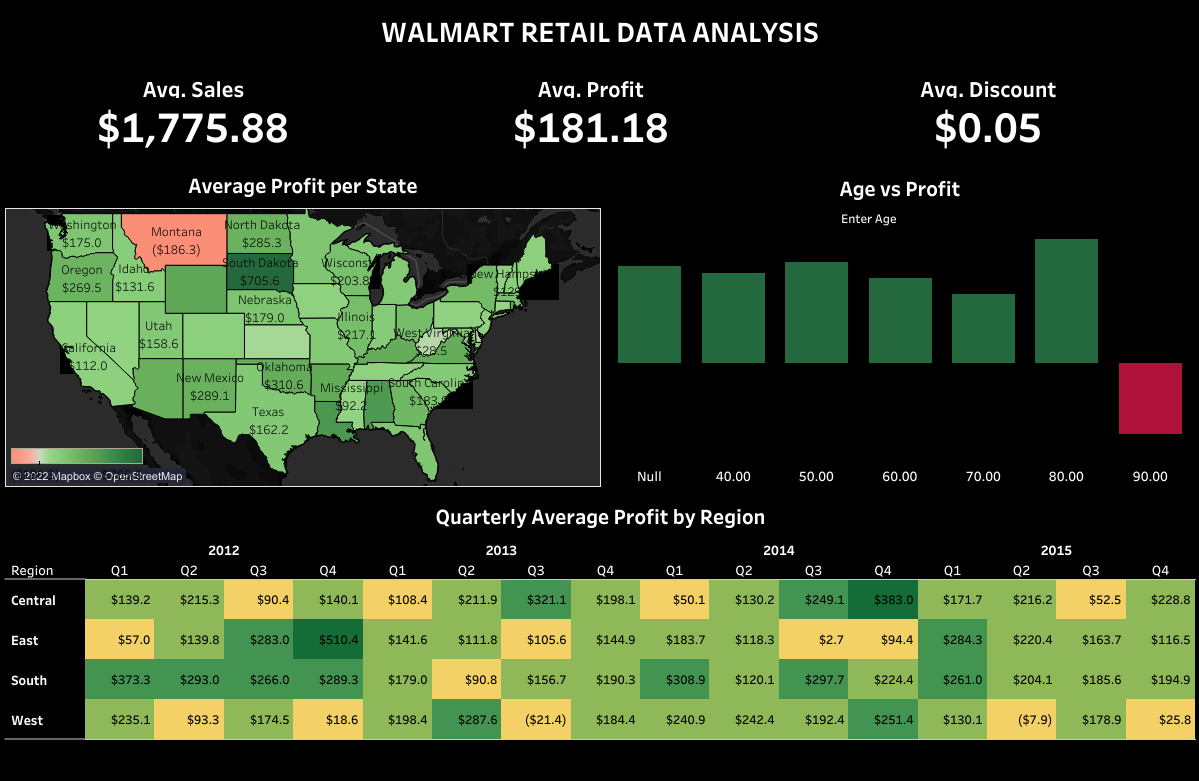 WALMART RETAIL DATA ANALYSIS
Avg. Sales
$1,775.88
Avg. Profit
$181.18
Avg. Discount
$0.05
Average Profit per State
Washington
$175.0
Montana
($186.3)
North Dakota
$285.3
Oregon
$269.5
Idaho
$131.6
South Dakota
$705.6
Wisconsin
$203.8
New Hampshire
Nebraska
$179.0
Utah
$158.6
Illinois
$217.1
West Virginia
$28.5
California
$112.0
New Mexico
$289.1
Oklahoma
$310.6
Mississippi
$92.2
South Carolina
Texas
$162.2
© 2022 Mapbox © OpenStreetMap
Age vs Profit
Enter Age
Null 40.00 50.00 60.00 70.00 80.00 90.00
Quarterly Average Profit by Region
2012 2013 2014 2015
Region Q1 Q2 Q3 Q4 Q1 Q2 Q3 Q4 Q1 Q2 Q3 Q4 Q1 Q2 Q3 Q4
Central $139.2 $215.3 $90.4 $140.1 $108.4 $211.9 $321.1 $198.1 $50.1 $130.2 $249.1 $383.0 $171.7 $216.2 $52.5 $228.8
East $57.0 $139.8 $283.0 $510.4 $141.6 $111.8 $105.6 $144.9 $183.7 $118.3 $2.7 $94.4 $284.3 $220.4 $163.7 $116.5
South $373.3 $293.0 $266.0 $289.3 $179.0 $90.8 $156.7 $190.3 $308.9 $120.1 $297.7 $224.4 $261.0 $204.1 $185.6 $194.9
West $235.1 $93.3 $174.5 $18.6 $198.4 $287.6 ($21.4) $184.4 $240.9 $242.4 $192.4 $251.4 $130.1 ($7.9) $178.9 $25.8